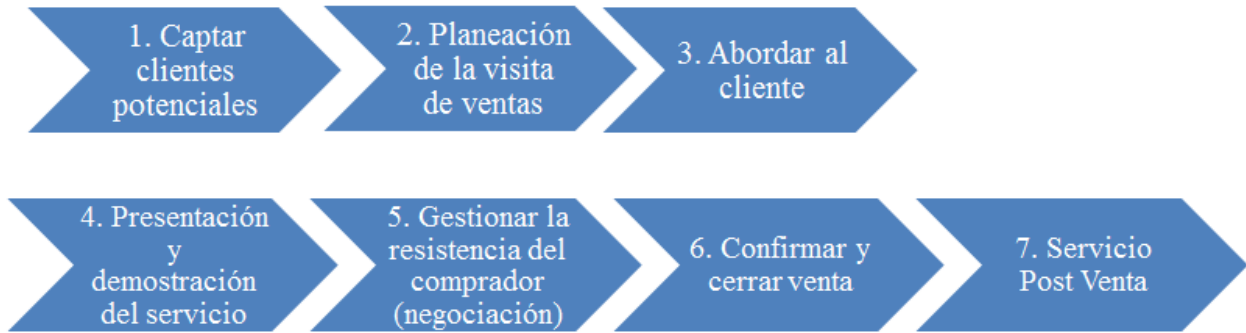 1. Captar
clientes
potenciales
2. Planeación
de la visita
de ventas
3. Abordar al
cliente
4. Presentación
y
demostración
del servicio
5. Gestionar la
resistencia del
comprador
(negociación)
6. Confirmar y
cerrar venta
7. Servicio
Post Venta